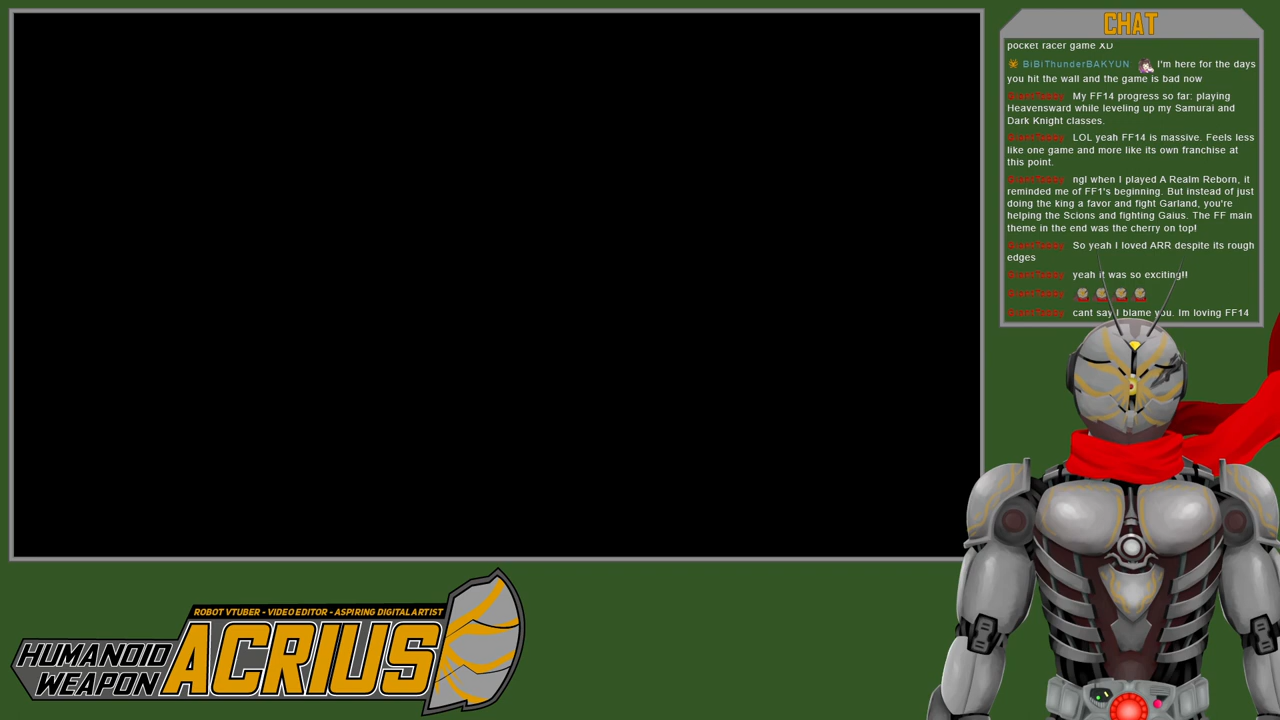 CHAT
pocket racer game XD
BiBiThunderBAKYUN I'm here for the days
you hit the wall and the game is bad now
My FF14 progress so far: playing
Heavensward while leveling up my Samurai and
Dark Knight classes.
LOL yeah FF14 is massive. Feels less
like one game and more like its own franchise at
this point.
ngl when I played A Realm Reborn, it
reminded me of FF1's beginning. But instead of just
doing the king a favor and fight Garland, you're
helping the Scions and fighting Gaius. The FF main
theme in the end was the cherry on top!
So yeah I loved ARR despite its rough
edges
yeah it was so exciting!!
cant say I blame you. Im loving FF14
ROBOT VTUBER - VIDEO EDITOR - ASPIRING DIGITAL ARTIST
HUMANOID
WEAPON
ACRIUS